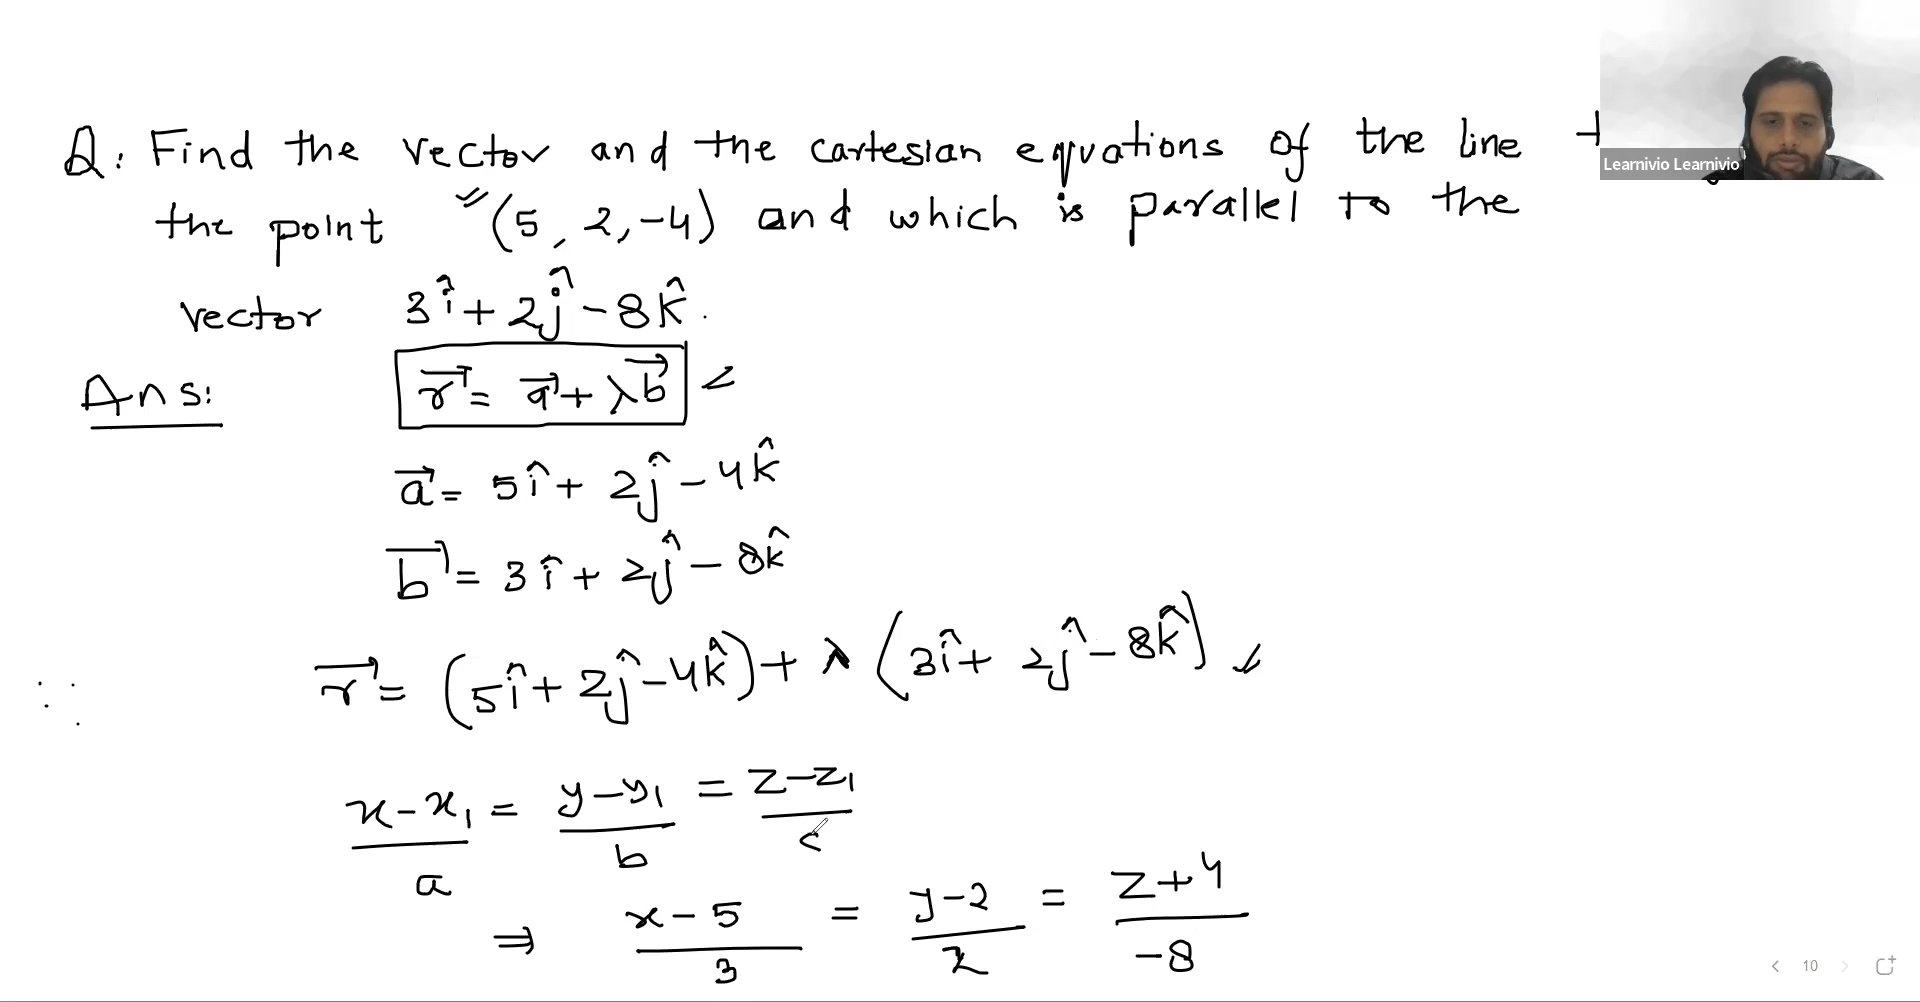 Q: Find the vector and the cartesian equations of the line
Learnivio Learnivio
the point (5, 2, -4) and which is parallel to the
vector 3î + 2ĵ - 8k̂.
Ans: r⃗ = a⃗ + λb⃗
a⃗ = 5î + 2ĵ - 4k̂
b⃗ = 3î + 2ĵ - 8k̂
r⃗ = (5î + 2ĵ - 4k̂) + λ (3î + 2ĵ - 8k̂)
(x - x₁)/a = (y - y₁)/b = (z - z₁)/c
⇒ (x - 5)/3 = (y - 2)/2 = (z + 4)/-8
10